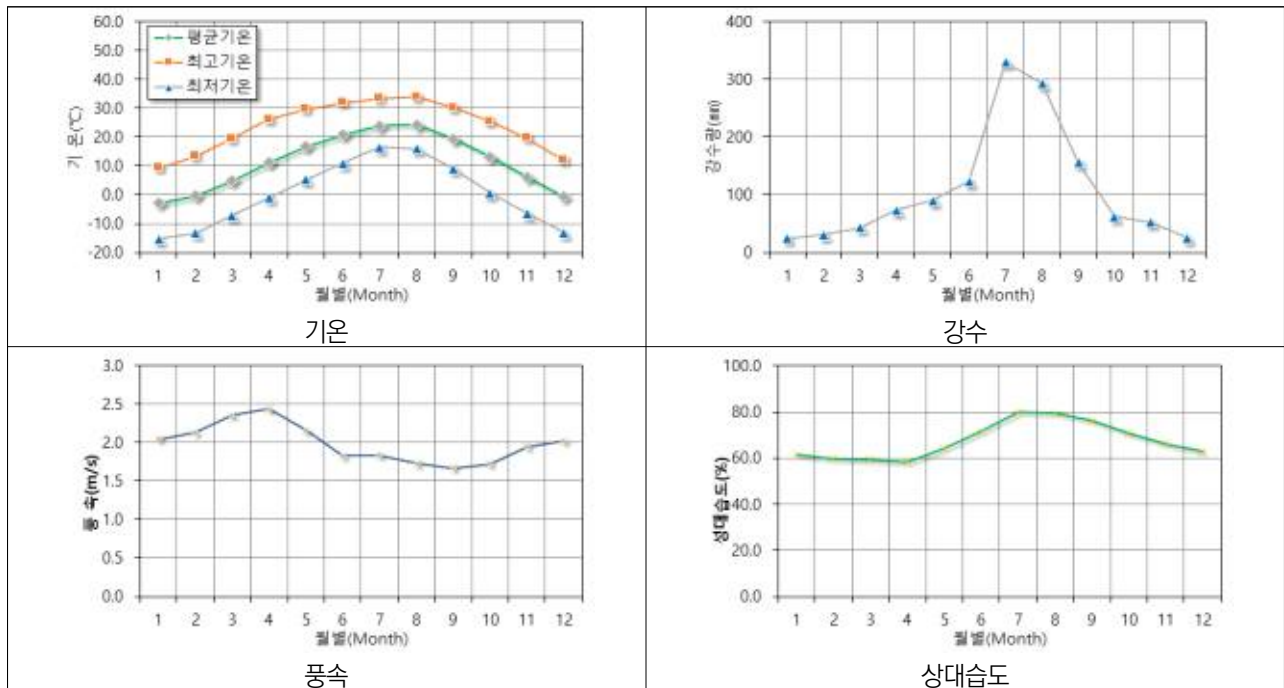 기 온(℃)
60.0
50.0
40.0
30.0
20.0
10.0
0.0
-10.0
-20.0
평균기온
최고기온
최저기온
1 2 3 4 5 6 7 8 9 10 11 12
월별(Month)
기온
강수량(㎜)
400
300
200
100
0
1 2 3 4 5 6 7 8 9 10 11 12
월별(Month)
강수
풍 속(m/s)
3.0
2.5
2.0
1.5
1.0
0.5
0.0
1 2 3 4 5 6 7 8 9 10 11 12
월별(Month)
풍속
성대습도(%)
100.0
80.0
60.0
40.0
20.0
0.0
1 2 3 4 5 6 7 8 9 10 11 12
월별(Month)
상대습도